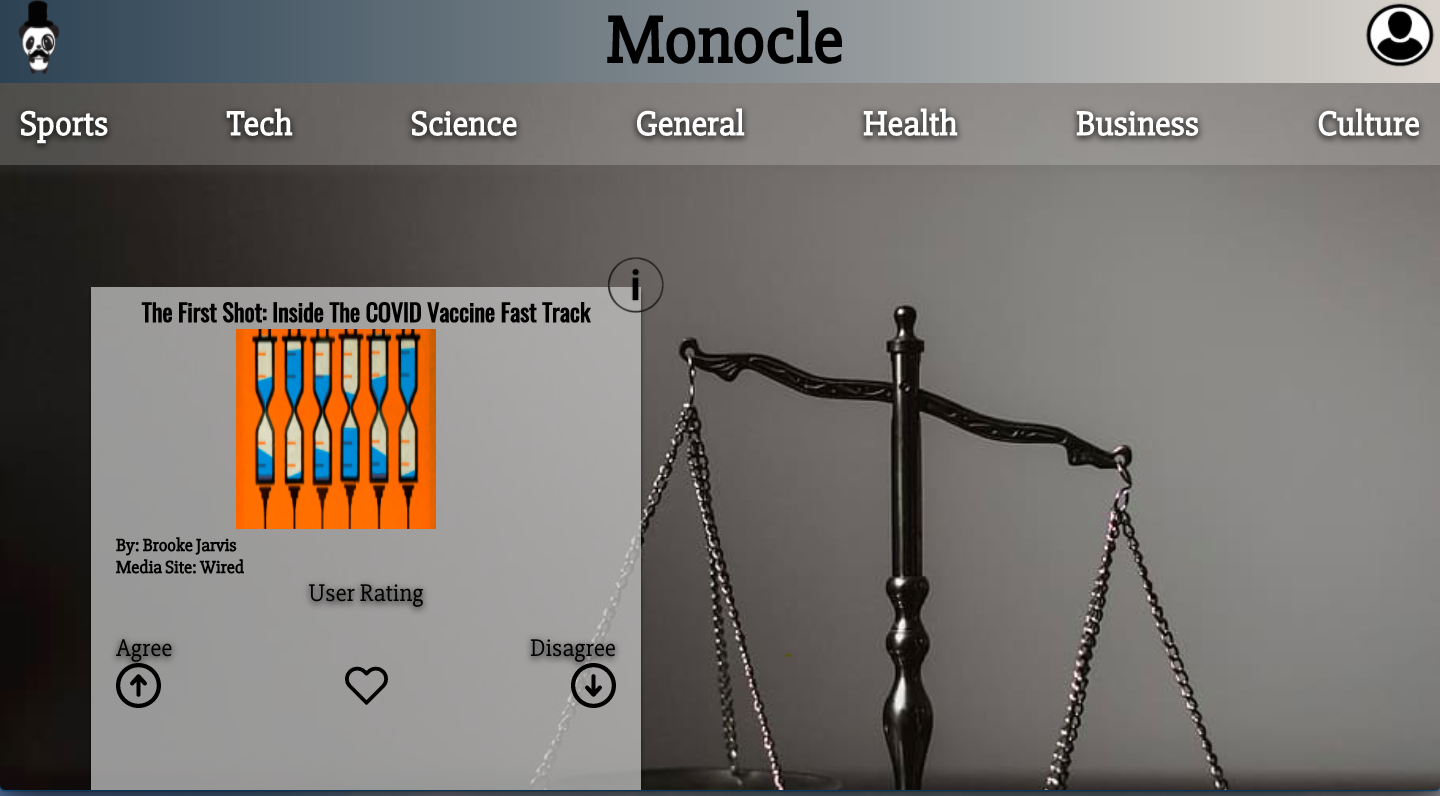 Monocle
Sports Tech Science General Health Business Culture
i
The First Shot: Inside The COVID Vaccine Fast Track
By: Brooke Jarvis
Media Site: Wired
User Rating
Agree Disagree